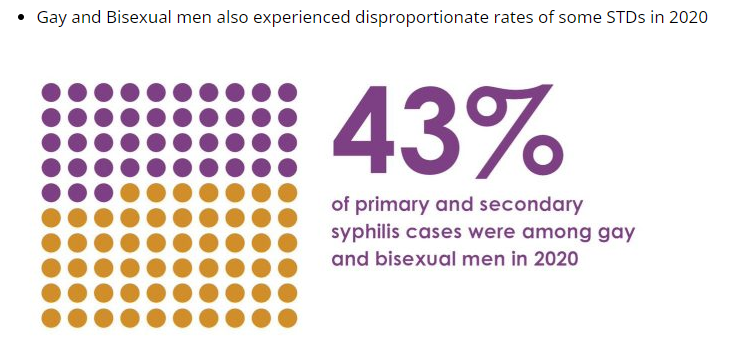 Gay and Bisexual men also experienced disproportionate rates of some STDs in 2020
43%
of primary and secondary
syphilis cases were among gay
and bisexual men in 2020